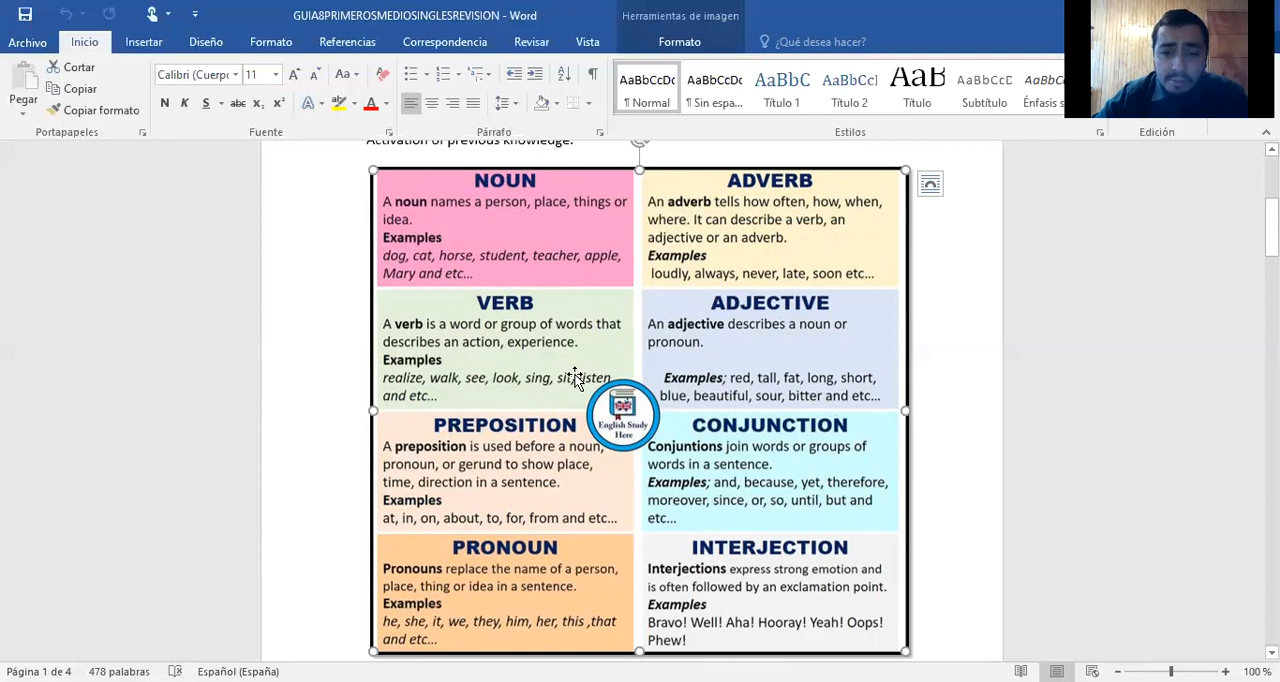 GUIA8PRIMEROSMEDIOSINGLESREVISION - Word
Herramientas de imagen
Archivo Inicio Insertar Diseño Formato Referencias Correspondencia Revisar Vista Formato ¿Qué desea hacer?
Pegar
Cortar
Copiar
Copiar formato
Calibri (Cuerpo 11
N K S abc x₂ x²
AaBbCcDc AaBbCcDc AaBbC AaBbCcI AaB AaBbCcD AaBbCcD
¶ Normal ¶ Sin espa... Título 1 Título 2 Título Subtítulo Énfasis s
Portapapeles Fuente Párrafo Estilos Edición
Activation of previous knowledge:
NOUN
A noun names a person, place, things or
idea.
Examples
dog, cat, horse, student, teacher, apple,
Mary and etc...
ADVERB
An adverb tells how often, how, when,
where. It can describe a verb, an
adjective or an adverb.
Examples
loudly, always, never, late, soon etc...
VERB
A verb is a word or group of words that
describes an action, experience.
Examples
realize, walk, see, look, sing, sit, listen
and etc...
ADJECTIVE
An adjective describes a noun or
pronoun.
Examples; red, tall, fat, long, short,
blue, beautiful, sour, bitter and etc...
English Study
Here
PREPOSITION
A preposition is used before a noun,
pronoun, or gerund to show place,
time, direction in a sentence.
Examples
at, in, on, about, to, for, from and etc...
CONJUNCTION
Conjuntions join words or groups of
words in a sentence.
Examples; and, because, yet, therefore,
moreover, since, or, so, until, but and
etc...
PRONOUN
Pronouns replace the name of a person,
place, thing or idea in a sentence.
Examples
he, she, it, we, they, him, her, this ,that
and etc...
INTERJECTION
Interjections express strong emotion and
is often followed by an exclamation point.
Examples
Bravo! Well! Aha! Hooray! Yeah! Oops!
Phew!
Página 1 de 4 478 palabras Español (España) 100 %